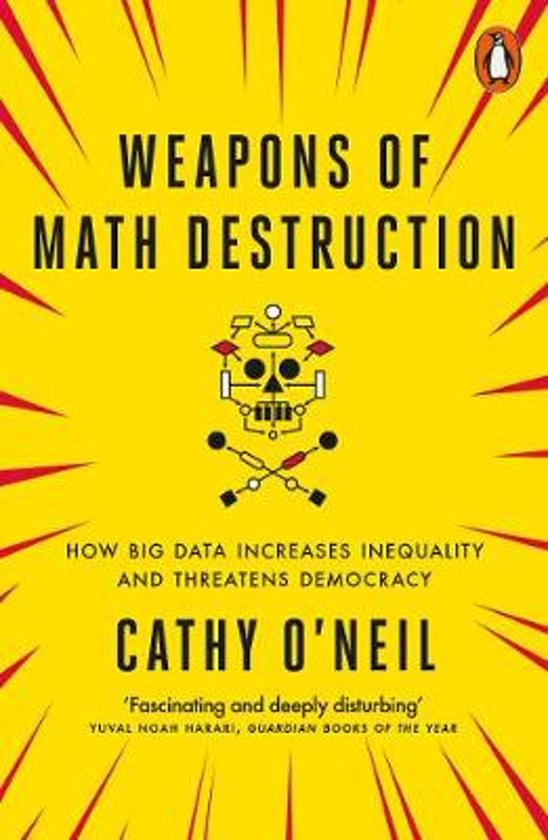 WEAPONS OF
MATH DESTRUCTION
HOW BIG DATA INCREASES INEQUALITY
AND THREATENS DEMOCRACY
CATHY O'NEIL
'Fascinating and deeply disturbing'
YUVAL NOAH HARARI, GUARDIAN BOOKS OF THE YEAR